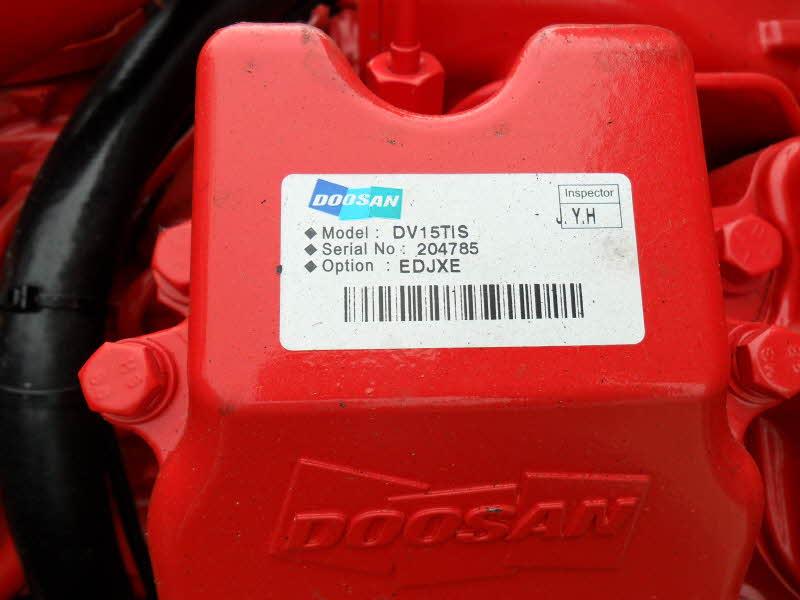 DOOSAN
Inspector
J.Y.H
◆ Model : DV15TIS
◆ Serial No : 204785
◆ Option : EDJXE
DOOSAN